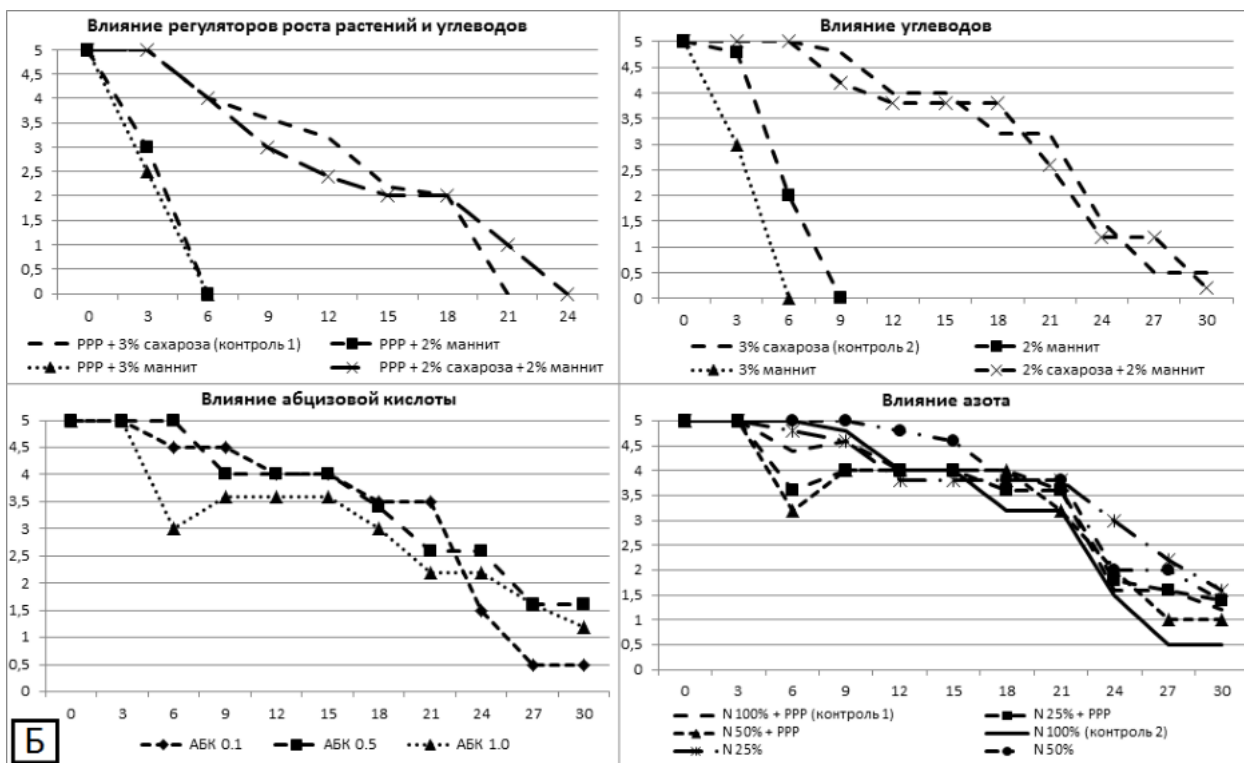 Влияние регуляторов роста растений и углеводов
5
4,5
4
3,5
3
2,5
2
1,5
1
0,5
0
0 3 6 9 12 15 18 21 24
РРР + 3% сахароза (контроль 1) РРР + 2% маннит
РРР + 3% маннит РРР + 2% сахароза + 2% маннит
Влияние углеводов
5
4,5
4
3,5
3
2,5
2
1,5
1
0,5
0
0 3 6 9 12 15 18 21 24 27 30
3% сахароза (контроль 2) 2% маннит
3% маннит 2% сахароза + 2% маннит
Влияние абцизовой кислоты
5
4,5
4
3,5
3
2,5
2
1,5
1
0,5
0
0 3 6 9 12 15 18 21 24 27 30
Б
АБК 0.1 АБК 0.5 АБК 1.0
Влияние азота
5
4,5
4
3,5
3
2,5
2
1,5
1
0,5
0
0 3 6 9 12 15 18 21 24 27 30
N 100% + РРР (контроль 1) N 25% + РРР
N 50% + РРР N 100% (контроль 2)
N 25% N 50%